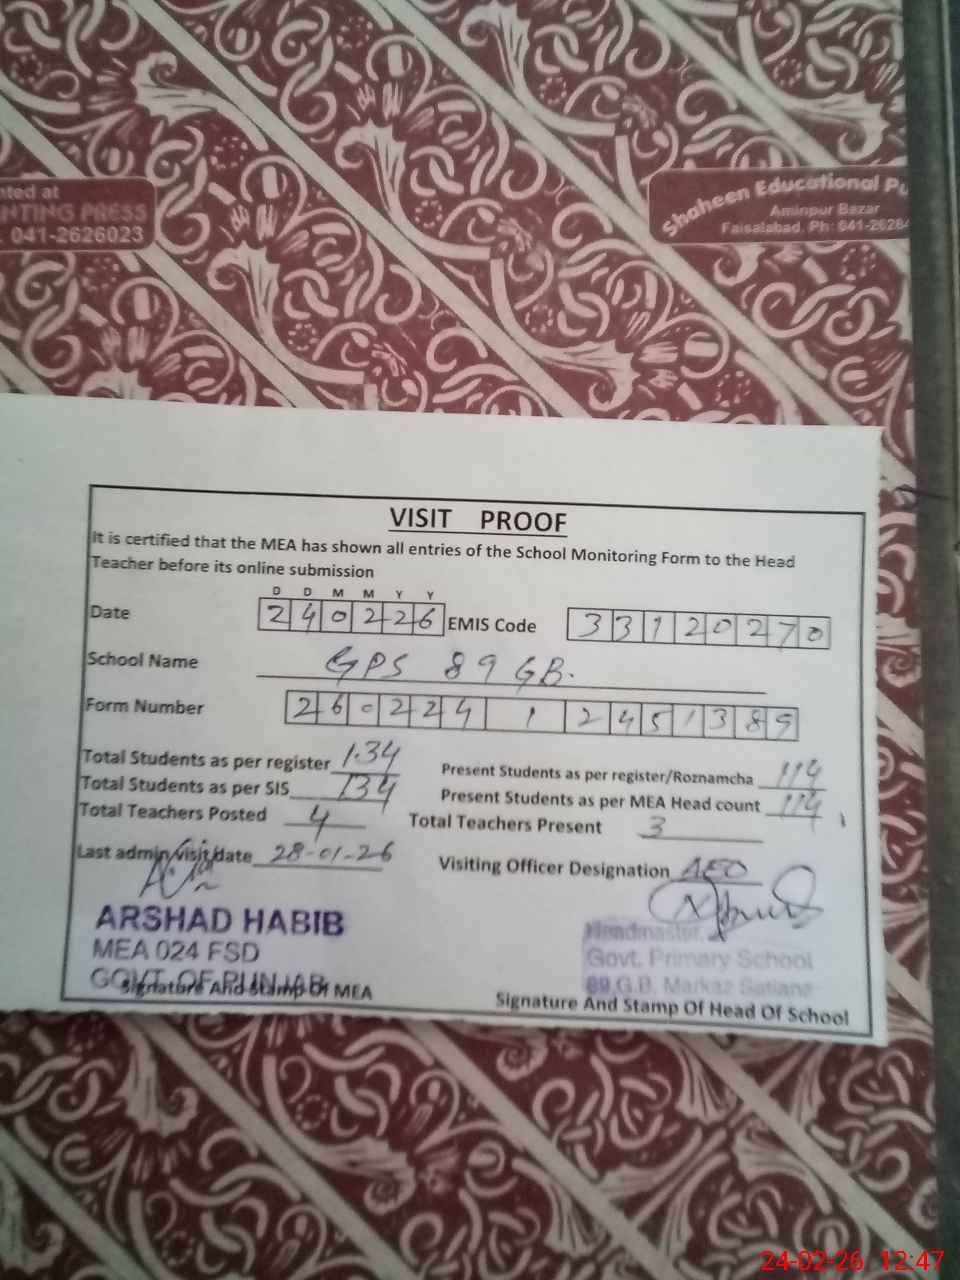 nted at
NTING PRESS
. 041-2626023
Shaheen Educational Pu
Aminpur Bazar
Faisalabad. Ph: 041-26284
VISIT PROOF
It is certified that the MEA has shown all entries of the School Monitoring Form to the Head
Teacher before its online submission
D D M M Y Y
Date 2 4 0 2 2 6 EMIS Code 3 3 1 2 0 2 7 0
School Name GPS 89 GB.
Form Number 2 6 0 2 2 4 1 2 4 5 1 3 8 9
Total Students as per register 134
Present Students as per register/Roznamcha 114
Total Students as per SIS 134
Present Students as per MEA Head count 114
Total Teachers Posted 4
Total Teachers Present 3
Last admin visit date 28-01-26
Visiting Officer Designation AEO
ARSHAD HABIB
MEA 024 FSD
GOVT. OF PUNJAB
Signature And Stamp Of MEA
Headmaster,
Govt. Primary School
89 G.B. Markaz Satiana
Signature And Stamp Of Head Of School
24-02-26 12:47